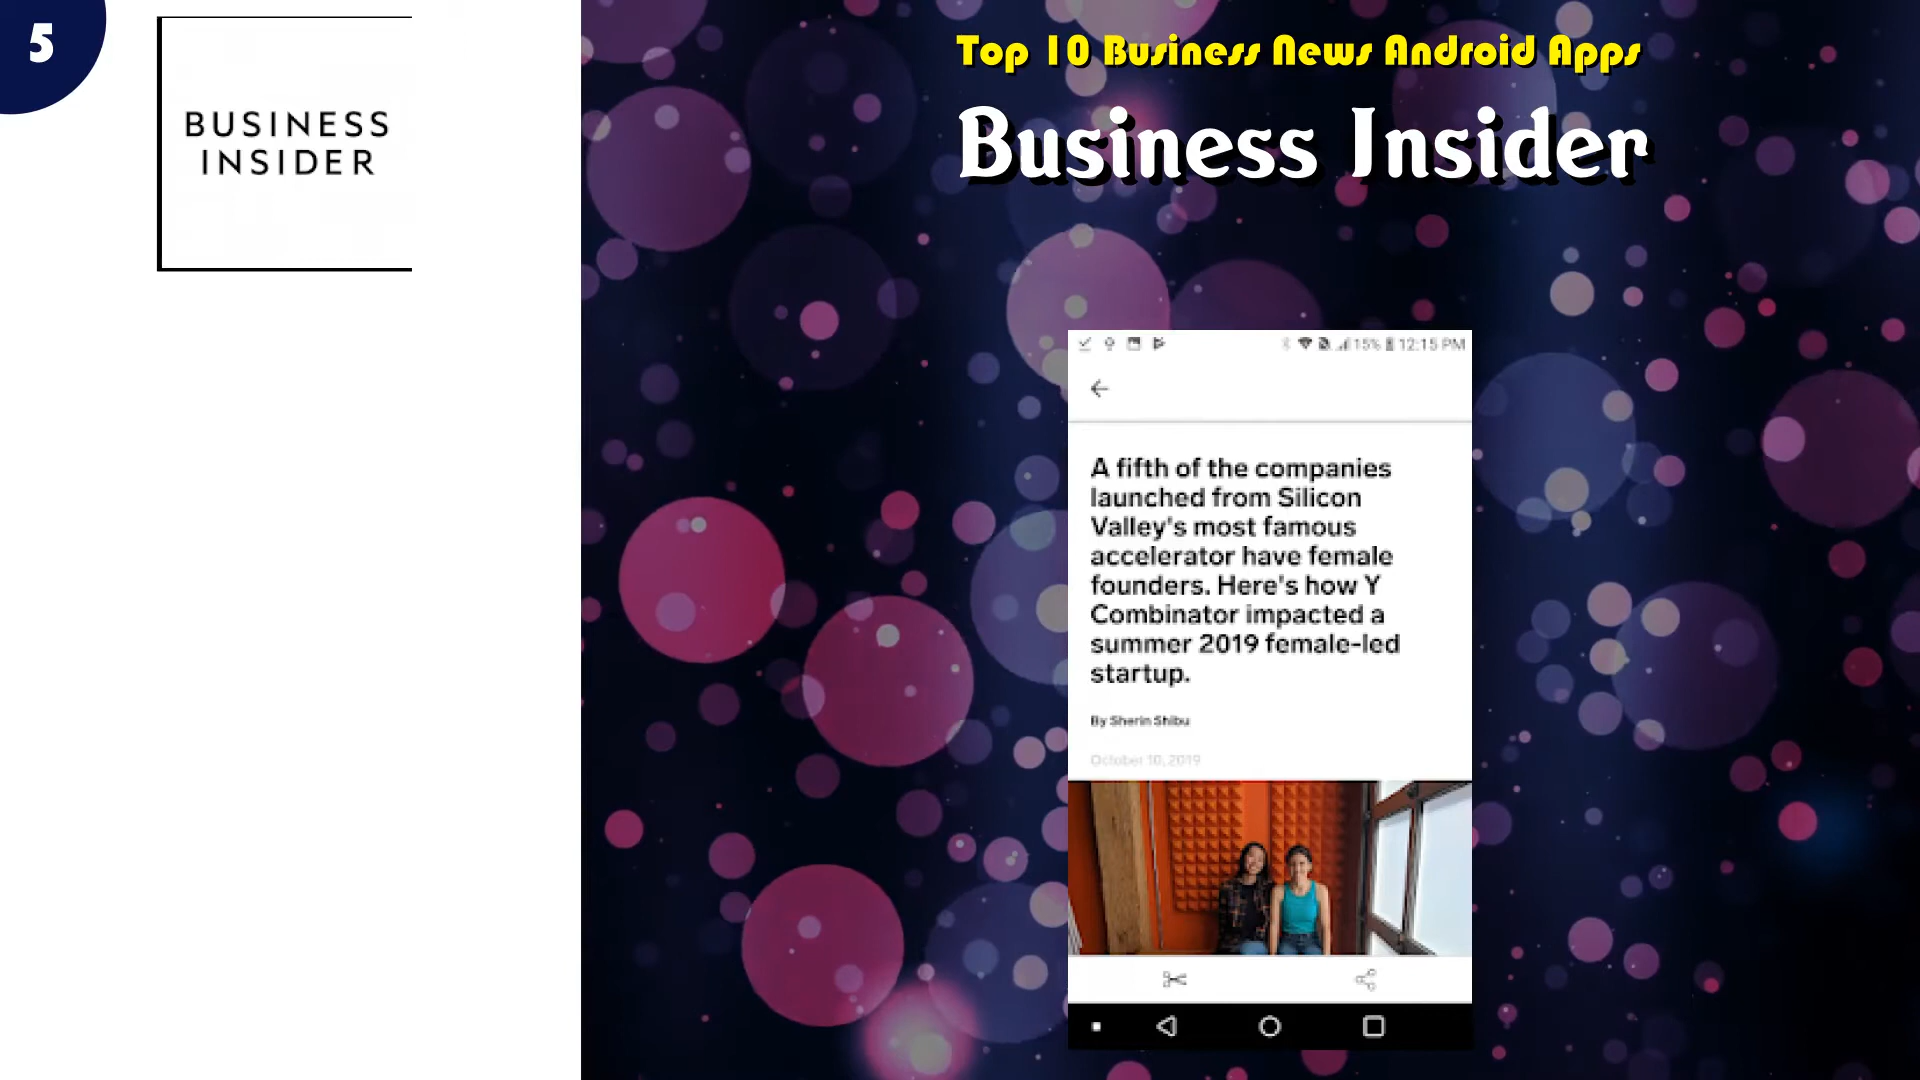 5
BUSINESS
INSIDER
Top 10 Business News Android Apps
Business Insider
15% 12:15 PM
A fifth of the companies
launched from Silicon
Valley's most famous
accelerator have female
founders. Here's how Y
Combinator impacted a
summer 2019 female-led
startup.
By Sherin Shibu
October 10, 2019